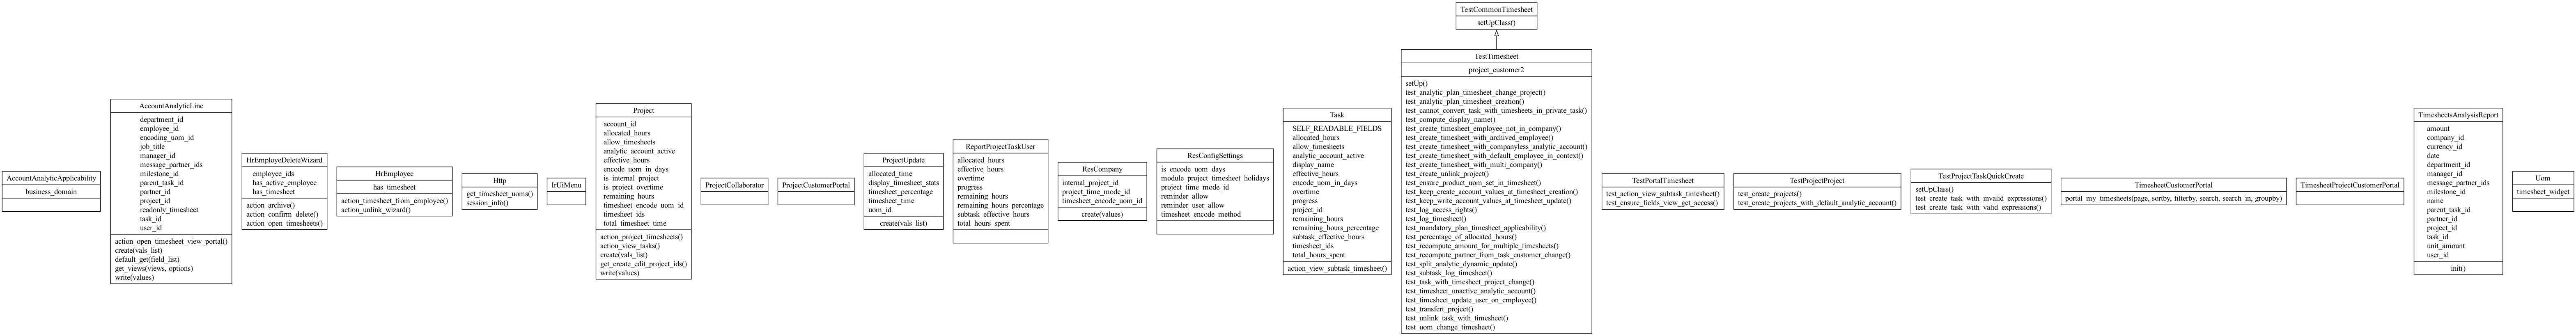 AccountAnalyticApplicability
business_domain
AccountAnalyticLine
department_id
employee_id
encoding_uom_id
job_title
manager_id
message_partner_ids
milestone_id
parent_task_id
partner_id
project_id
readonly_timesheet
task_id
user_id
action_open_timesheet_view_portal()
create(vals_list)
default_get(field_list)
get_views(views, options)
write(values)
HrEmployeDeleteWizard
employee_ids
has_active_employee
has_timesheet
action_archive()
action_confirm_delete()
action_open_timesheets()
HrEmployee
has_timesheet
action_timesheet_from_employee()
action_unlink_wizard()
Http
get_timesheet_uoms()
session_info()
IrUiMenu
Project
account_id
allocated_hours
allow_timesheets
analytic_account_active
effective_hours
encode_uom_in_days
is_internal_project
is_project_overtime
remaining_hours
timesheet_encode_uom_id
timesheet_ids
total_timesheet_time
action_project_timesheets()
action_view_tasks()
create(vals_list)
get_create_edit_project_ids()
write(values)
ProjectCollaborator
ProjectCustomerPortal
ProjectUpdate
allocated_time
display_timesheet_stats
timesheet_percentage
timesheet_time
uom_id
create(vals_list)
ReportProjectTaskUser
allocated_hours
effective_hours
overtime
progress
remaining_hours
remaining_hours_percentage
subtask_effective_hours
total_hours_spent
ResCompany
internal_project_id
project_time_mode_id
timesheet_encode_uom_id
create(values)
ResConfigSettings
is_encode_uom_days
module_project_timesheet_holidays
project_time_mode_id
reminder_allow
reminder_user_allow
timesheet_encode_method
Task
SELF_READABLE_FIELDS
allocated_hours
allow_timesheets
analytic_account_active
display_name
effective_hours
encode_uom_in_days
overtime
progress
project_id
remaining_hours
remaining_hours_percentage
subtask_effective_hours
timesheet_ids
total_hours_spent
action_view_subtask_timesheet()
TestCommonTimesheet
setUpClass()
TestTimesheet
project_customer2
setUp()
test_analytic_plan_timesheet_change_project()
test_analytic_plan_timesheet_creation()
test_cannot_convert_task_with_timesheets_in_private_task()
test_compute_display_name()
test_create_timesheet_employee_not_in_company()
test_create_timesheet_with_archived_employee()
test_create_timesheet_with_companyless_analytic_account()
test_create_timesheet_with_default_employee_in_context()
test_create_timesheet_with_multi_company()
test_create_unlink_project()
test_ensure_product_uom_set_in_timesheet()
test_keep_create_account_values_at_timesheet_creation()
test_keep_write_account_values_at_timesheet_update()
test_log_access_rights()
test_log_timesheet()
test_mandatory_plan_timesheet_applicability()
test_percentage_of_allocated_hours()
test_recompute_amount_for_multiple_timesheets()
test_recompute_partner_from_task_customer_change()
test_split_analytic_dynamic_update()
test_subtask_log_timesheet()
test_task_with_timesheet_project_change()
test_timesheet_unactive_analytic_account()
test_timesheet_update_user_on_employee()
test_transfert_project()
test_unlink_task_with_timesheet()
test_uom_change_timesheet()
TestPortalTimesheet
test_action_view_subtask_timesheet()
test_ensure_fields_view_get_access()
TestProjectProject
test_create_projects()
test_create_projects_with_default_analytic_account()
TestProjectTaskQuickCreate
setUpClass()
test_create_task_with_invalid_expressions()
test_create_task_with_valid_expressions()
TimesheetCustomerPortal
portal_my_timesheets(page, sortby, filterby, search, search_in, groupby)
TimesheetProjectCustomerPortal
TimesheetsAnalysisReport
amount
company_id
currency_id
date
department_id
manager_id
message_partner_ids
milestone_id
name
parent_task_id
partner_id
project_id
task_id
unit_amount
user_id
init()
Uom
timesheet_widget